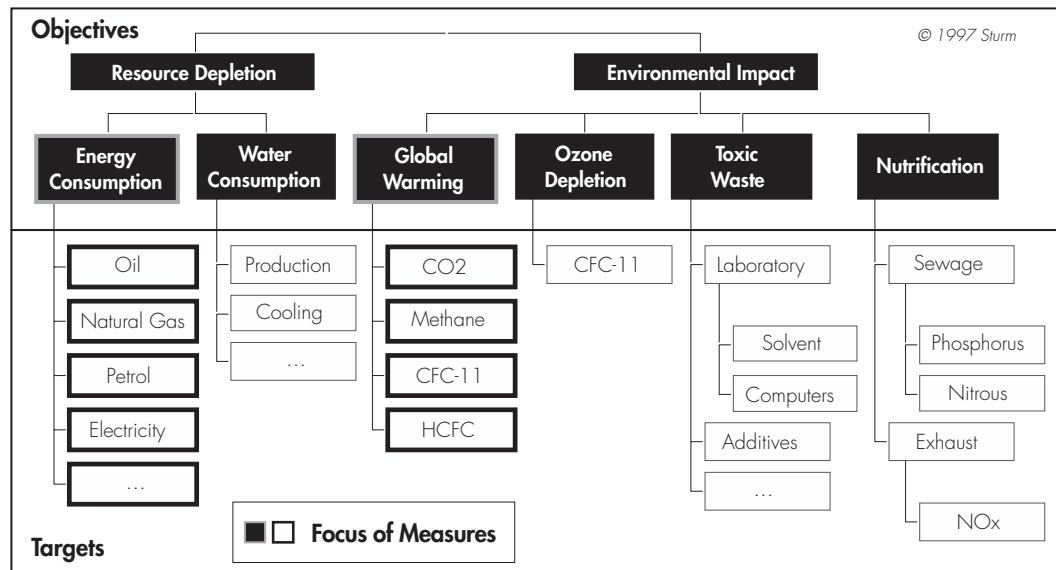 Objectives
© 1997 Sturm
Resource Depletion
Environmental Impact
Energy
Consumption
Water
Consumption
Global
Warming
Ozone
Depletion
Toxic
Waste
Nutrification
Oil
Production
CO2
CFC-11
Laboratory
Sewage
Natural Gas
Cooling
Methane
Solvent
Phosphorus
Petrol
…
CFC-11
Computers
Nitrous
Electricity
HCFC
Additives
Exhaust
…
…
NOx
Focus of Measures
Targets